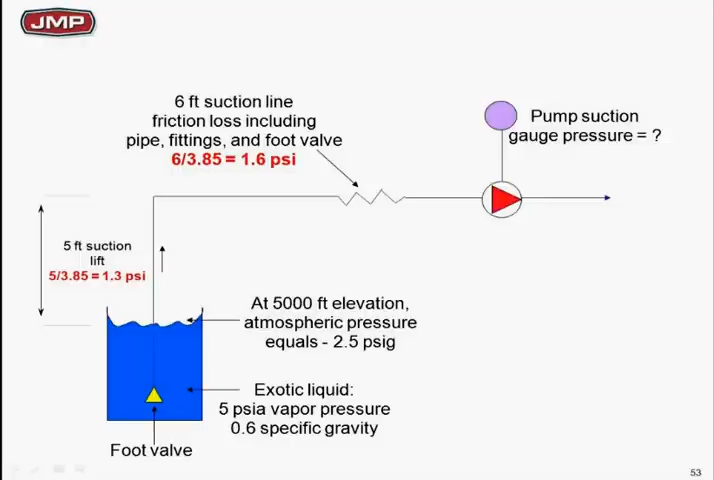 JMP
6 ft suction line
friction loss including
pipe, fittings, and foot valve
6/3.85 = 1.6 psi
Pump suction
gauge pressure = ?
5 ft suction
lift
5/3.85 = 1.3 psi
At 5000 ft elevation,
atmospheric pressure
equals - 2.5 psig
Exotic liquid:
5 psia vapor pressure
0.6 specific gravity
Foot valve
53